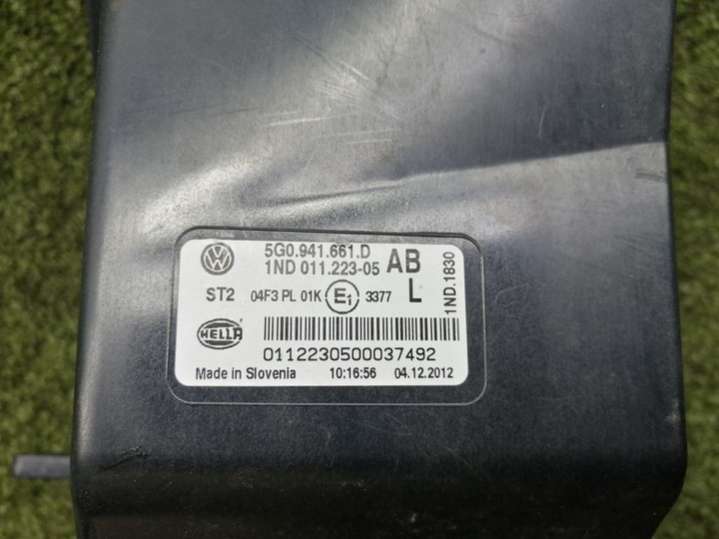 5G0.941.661.D
1ND 011.223-05 AB
ST2 04F3 PL 01K E1 3377 L
1ND.1830
HELLA
0112230500037492
Made in Slovenia 10:16:56 04.12.2012